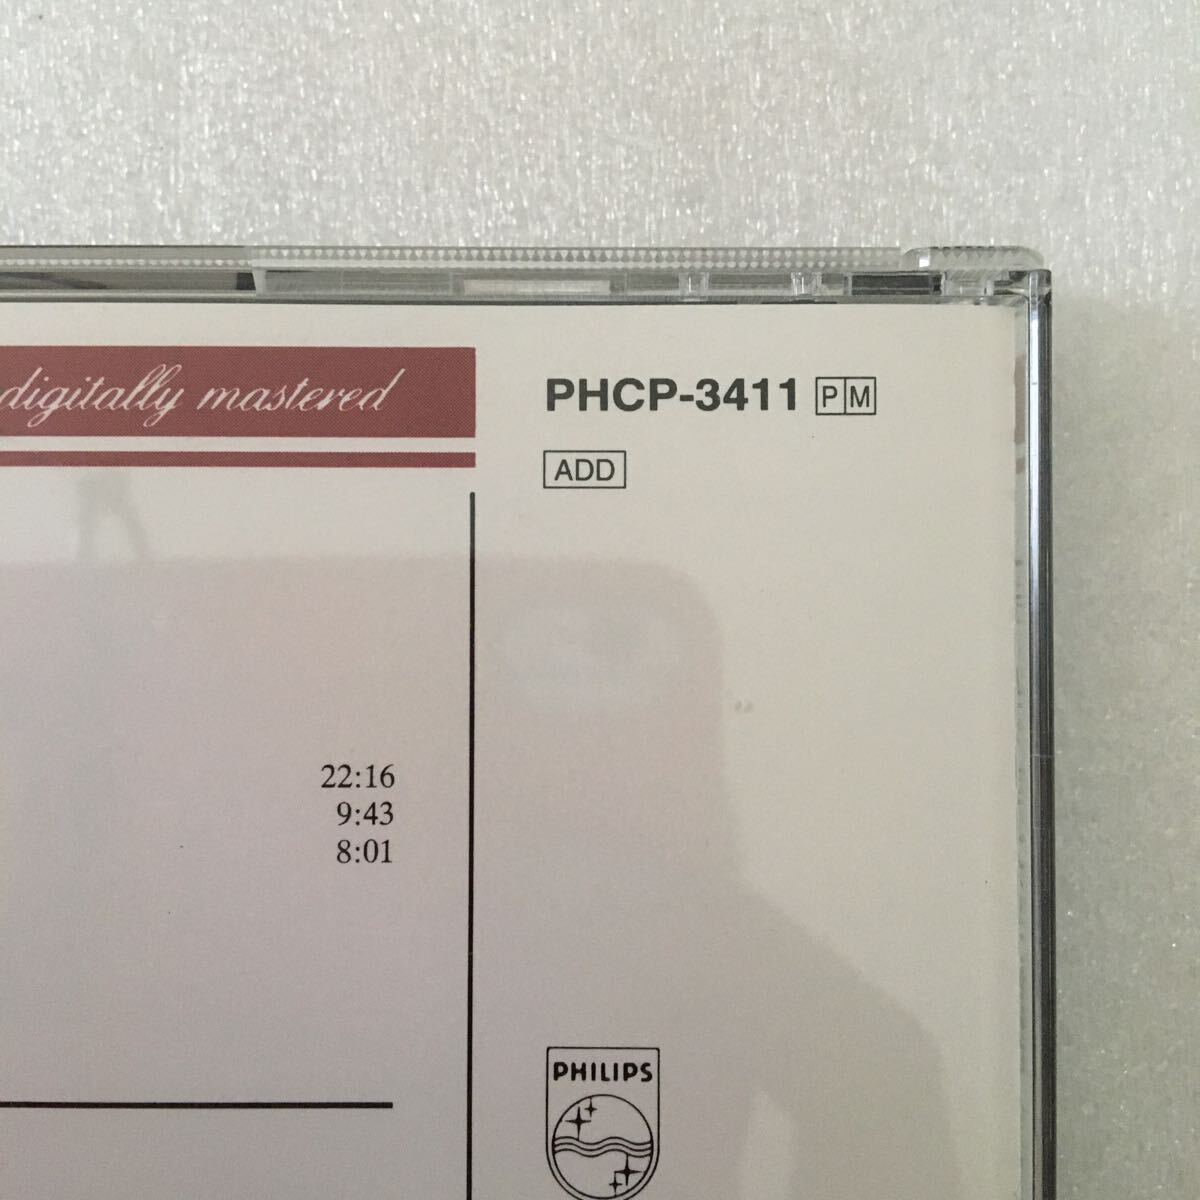 digitally mastered
PHCP-3411 PM
ADD
22:16
9:43
8:01
PHILIPS